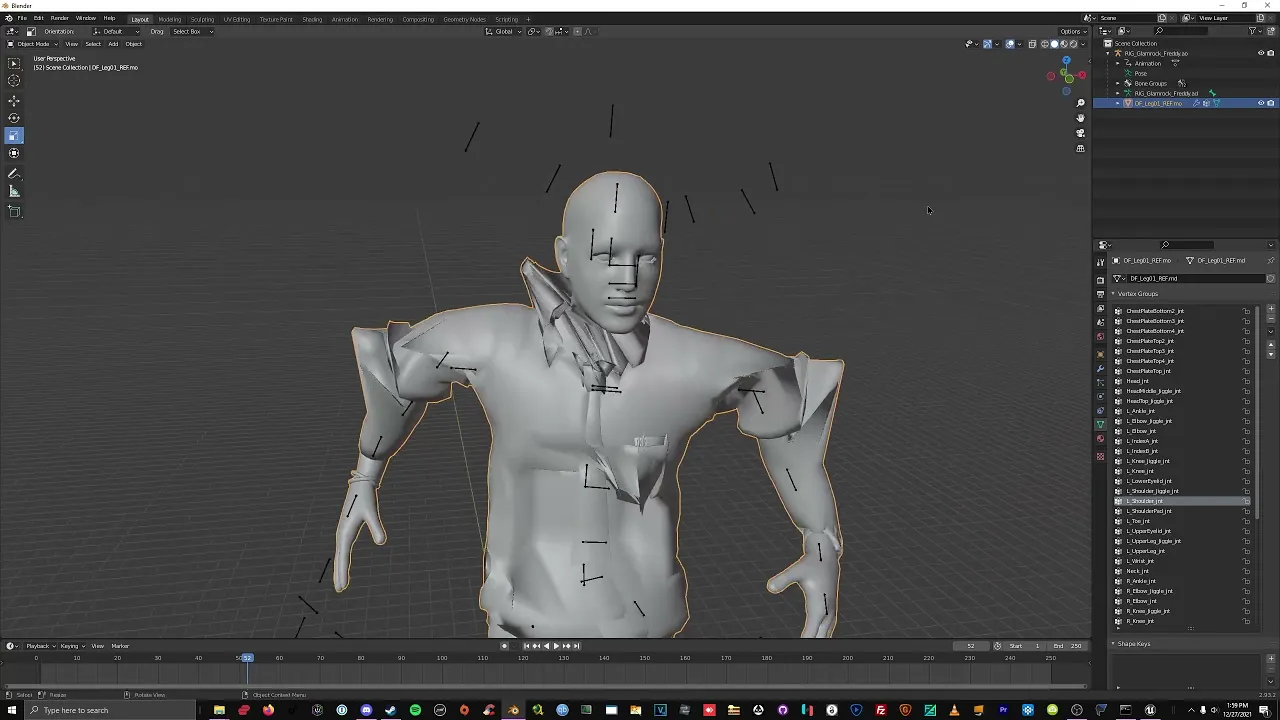 Blender
File Edit Render Window Help Layout Modeling Sculpting UV Editing Texture Paint Shading Animation Rendering Compositing Geometry Nodes Scripting + Scene View Layer
Orientation: Default Drag: Select Box Global Options
Object Mode View Select Add Object
User Perspective
(52) Scene Collection | DF_Leg01_REF.mo
Scene Collection
RIG_Glamrock_Freddy.ao
Animation
Pose
Bone Groups
RIG_Glamrock_Freddy.ad
DF_Leg01_REF.mo
DF_Leg01_REF.mo DF_Leg01_REF.md
DF_Leg01_REF.md
Vertex Groups
ChestPlateBottom2_jnt
ChestPlateBottom3_jnt
ChestPlateBottom4_jnt
ChestPlateTop2_jnt
ChestPlateTop3_jnt
ChestPlateTop4_jnt
ChestPlateTop_jnt
Head_jnt
HeadMiddle_Jiggle_jnt
HeadTop_Jiggle_jnt
L_Ankle_jnt
L_Elbow_Jiggle_jnt
L_Elbow_jnt
L_IndexA_jnt
L_IndexB_jnt
L_Knee_Jiggle_jnt
L_Knee_jnt
L_LowerEyelid_jnt
L_Shoulder_Jiggle_jnt
L_Shoulder_jnt
L_ShoulderPad_jnt
L_Toe_jnt
L_UpperEyelid_jnt
L_UpperLeg_Jiggle_jnt
L_UpperLeg_jnt
L_Wrist_jnt
Neck_jnt
R_Ankle_jnt
R_Elbow_Jiggle_jnt
R_Elbow_jnt
R_Knee_Jiggle_jnt
R_Knee_jnt
Shape Keys
Playback Keying View Marker 52 Start 1 End 250
0 10 20 30 40 50 52 60 70 80 90 100 110 120 130 140 150 160 170 180 190 200 210 220 230 240 250
Select Resize Rotate View Object Context Menu 2.93.2
Type here to search
1:59 PM
12/27/2021